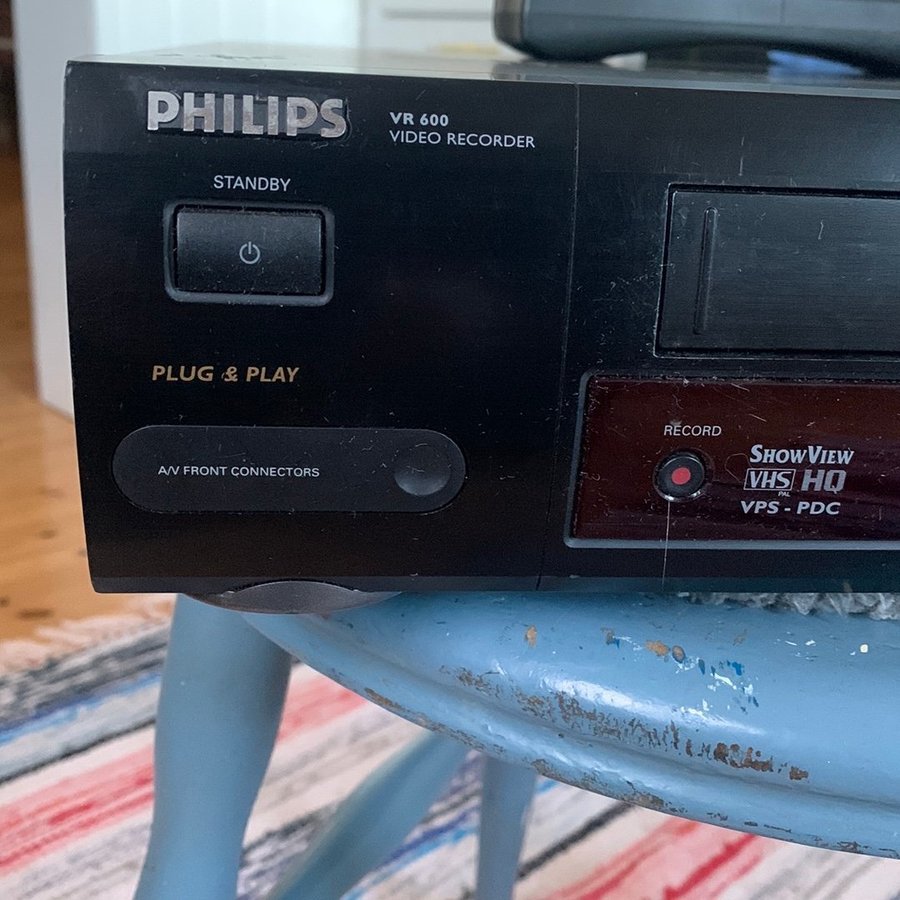 PHILIPS
VR 600
VIDEO RECORDER
STANDBY
PLUG & PLAY
A/V FRONT CONNECTORS
RECORD
SHOWVIEW
VHS HQ
PAL
VPS - PDC